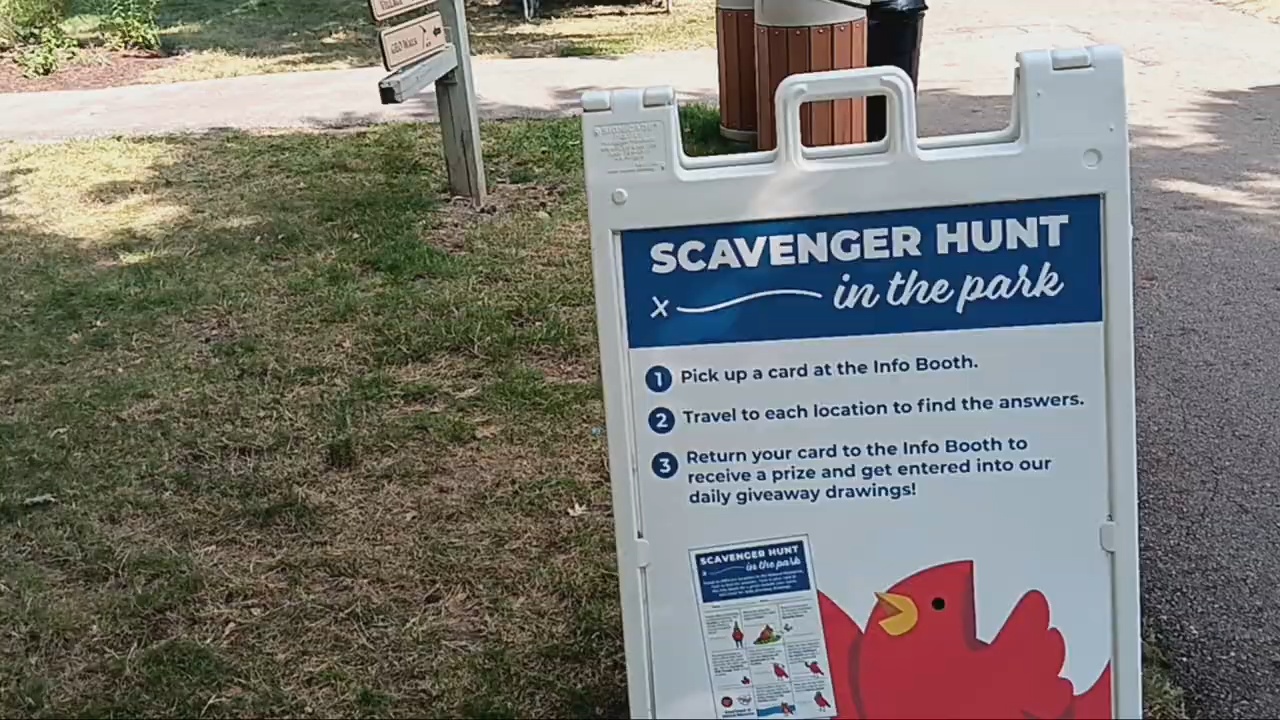 GEO WALK
SCAVENGER HUNT
in the park
1 Pick up a card at the Info Booth.
2 Travel to each location to find the answers.
3 Return your card to the Info Booth to
receive a prize and get entered into our
daily giveaway drawings!
SCAVENGER HUNT
in the park